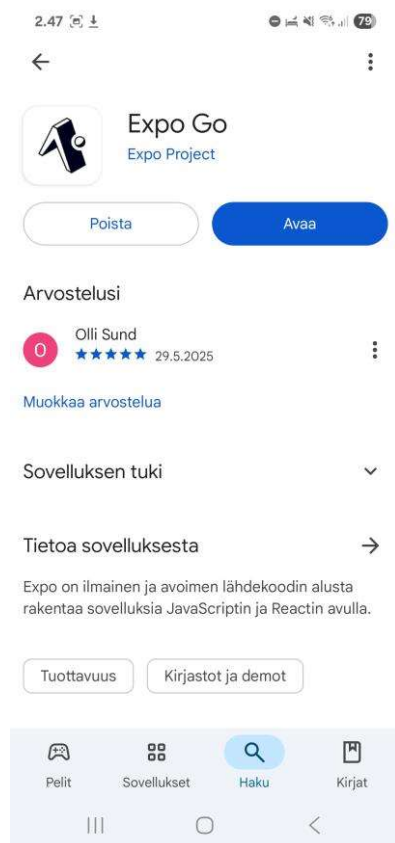 2.47
79
Expo Go
Expo Project
Poista
Avaa
Arvostelusi
O
Olli Sund
29.5.2025
Muokkaa arvostelua
Sovelluksen tuki
Tietoa sovelluksesta
Expo on ilmainen ja avoimen lähdekoodin alusta
rakentaa sovelluksia JavaScriptin ja Reactin avulla.
Tuottavuus
Kirjastot ja demot
Pelit
Sovellukset
Haku
Kirjat